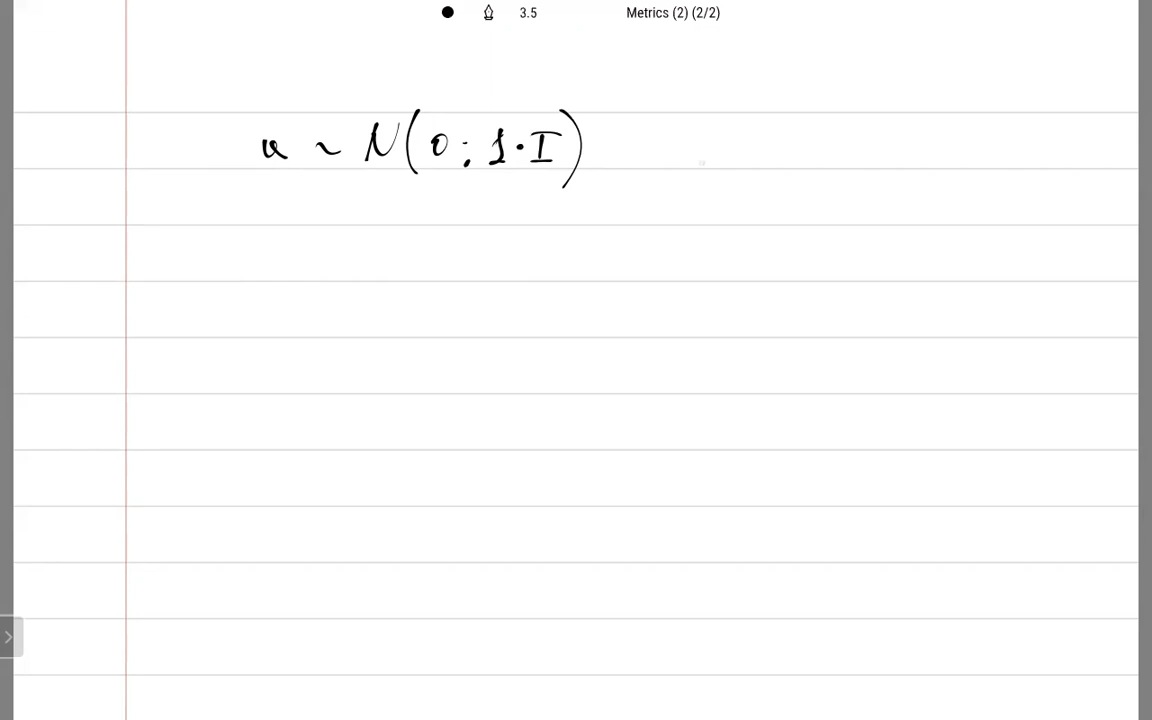 3.5 Metrics (2) (2/2)
u ~ N(0; 1·I)